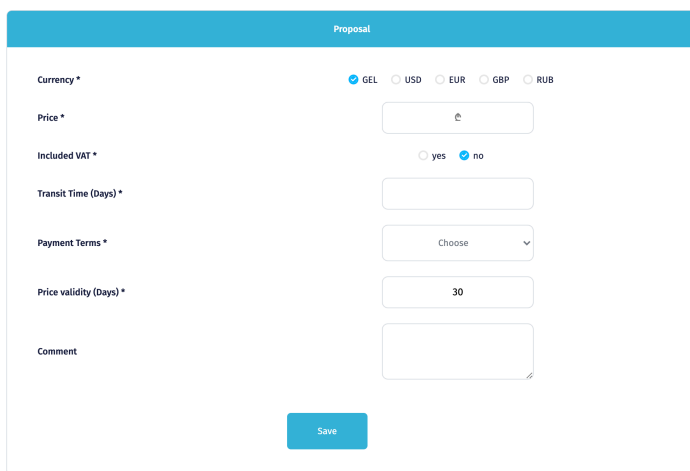 Proposal
Currency * GEL USD EUR GBP RUB
Price * ₾
Included VAT * yes no
Transit Time (Days) *
Payment Terms * Choose
Price validity (Days) * 30
Comment
Save